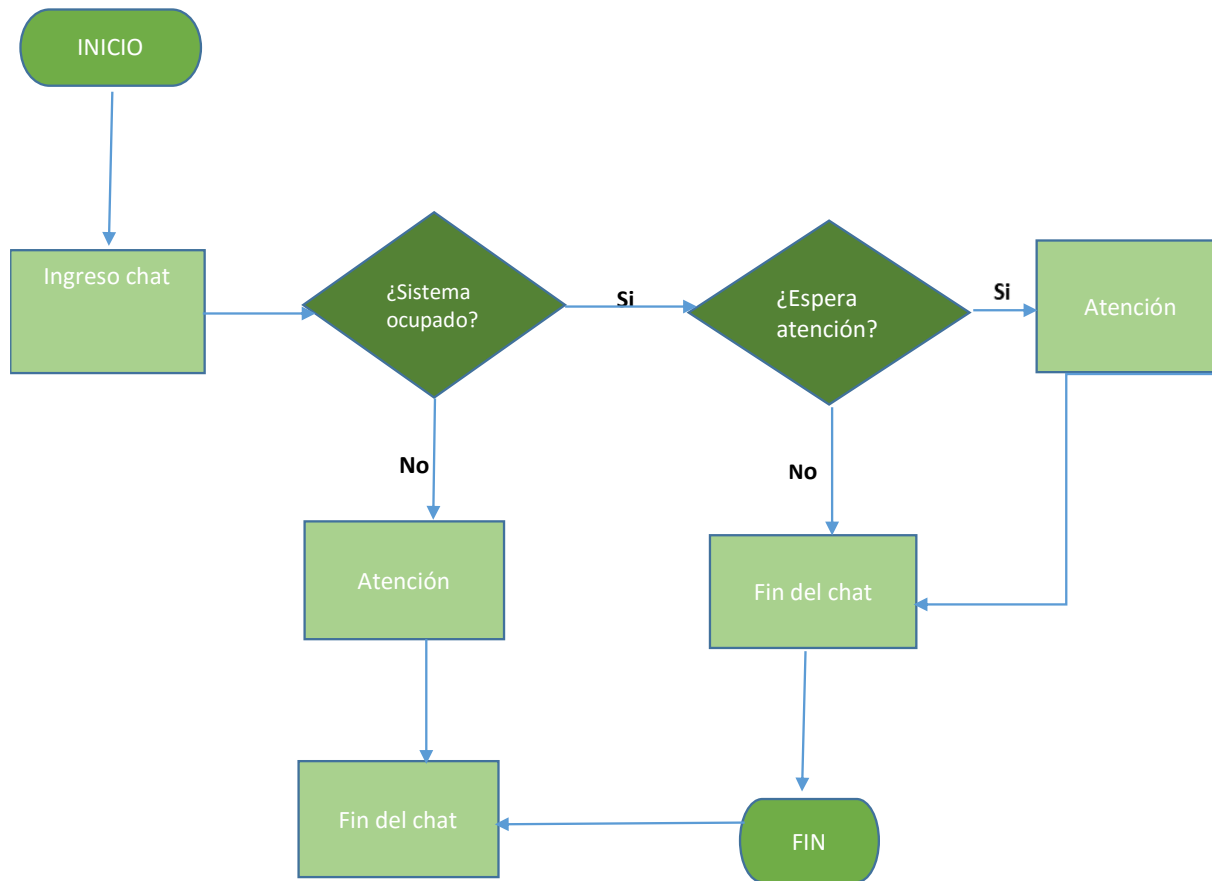 INICIO
Ingreso chat
¿Sistema
ocupado?
Si
¿Espera
atención?
Si
Atención
No
No
Atención
Fin del chat
Fin del chat
FIN